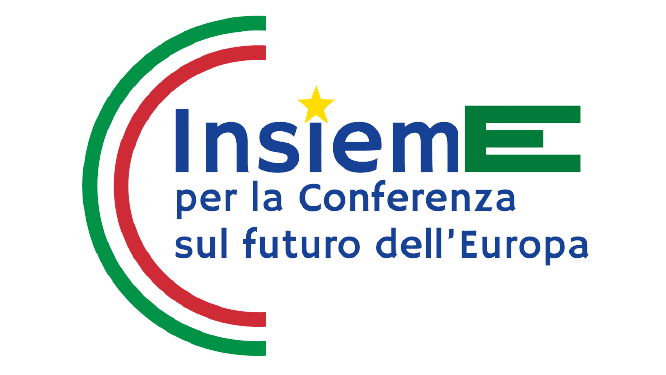 InsiemE
per la Conferenza
sul futuro dell'Europa